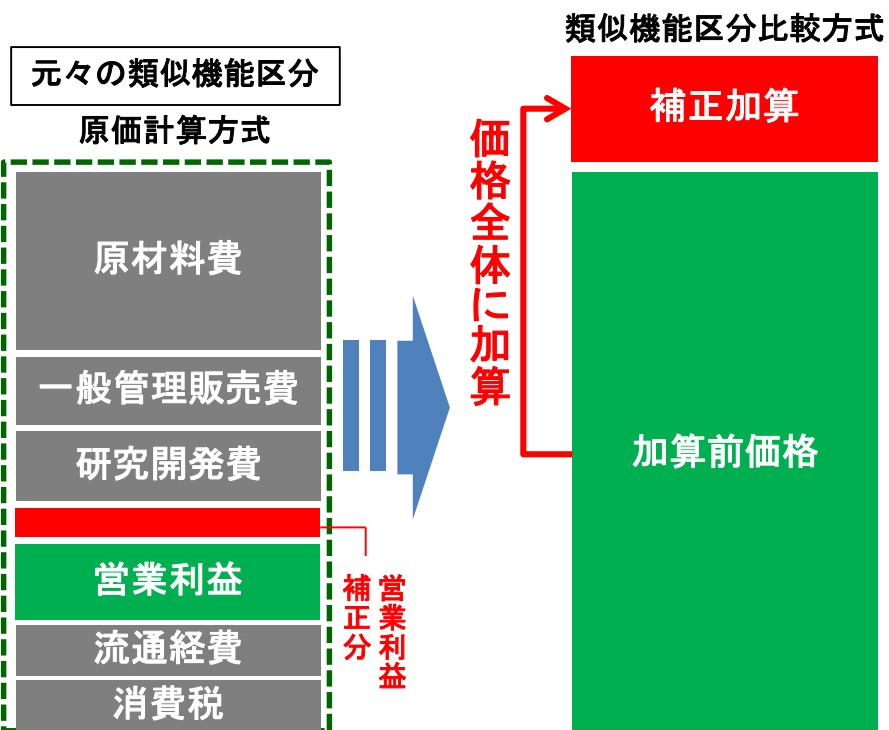 元々の類似機能区分
原価計算方式
原材料費
一般管理販売費
研究開発費
営業利益
流通経費
消費税
営業利益
補正分
価格全体に加算
類似機能区分比較方式
補正加算
加算前価格